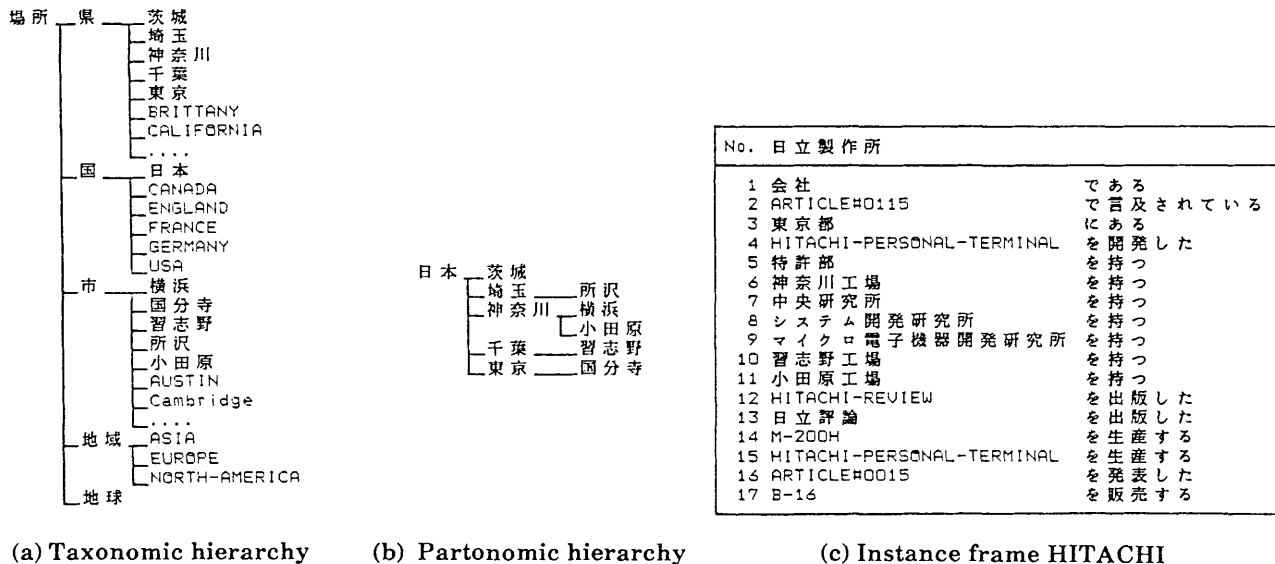 場所 県 茨城
埼玉
神奈川
千葉
東京
BRITTANY
CALIFORNIA
....
国 日本
CANADA
ENGLAND
FRANCE
GERMANY
USA
市 横浜
国分寺
習志野
所沢
小田原
AUSTIN
Cambridge
....
地域 ASIA
EUROPE
NORTH-AMERICA
地球
(a) Taxonomic hierarchy
日本 茨城
埼玉 所沢
神奈川 横浜
小田原
千葉 習志野
東京 国分寺
(b) Partonomic hierarchy
No. 日立製作所
1 会社 である
2 ARTICLE#0115 で言及されている
3 東京都 にある
4 HITACHI-PERSONAL-TERMINAL を開発した
5 特許部 を持つ
6 神奈川工場 を持つ
7 中央研究所 を持つ
8 システム開発研究所 を持つ
9 マイクロ電子機器開発研究所 を持つ
10 習志野工場 を持つ
11 小田原工場 を持つ
12 HITACHI-REVIEW を出版した
13 日立評論 を出版した
14 M-200H を生産する
15 HITACHI-PERSONAL-TERMINAL を生産する
16 ARTICLE#0015 を発表した
17 B-16 を販売する
(c) Instance frame HITACHI